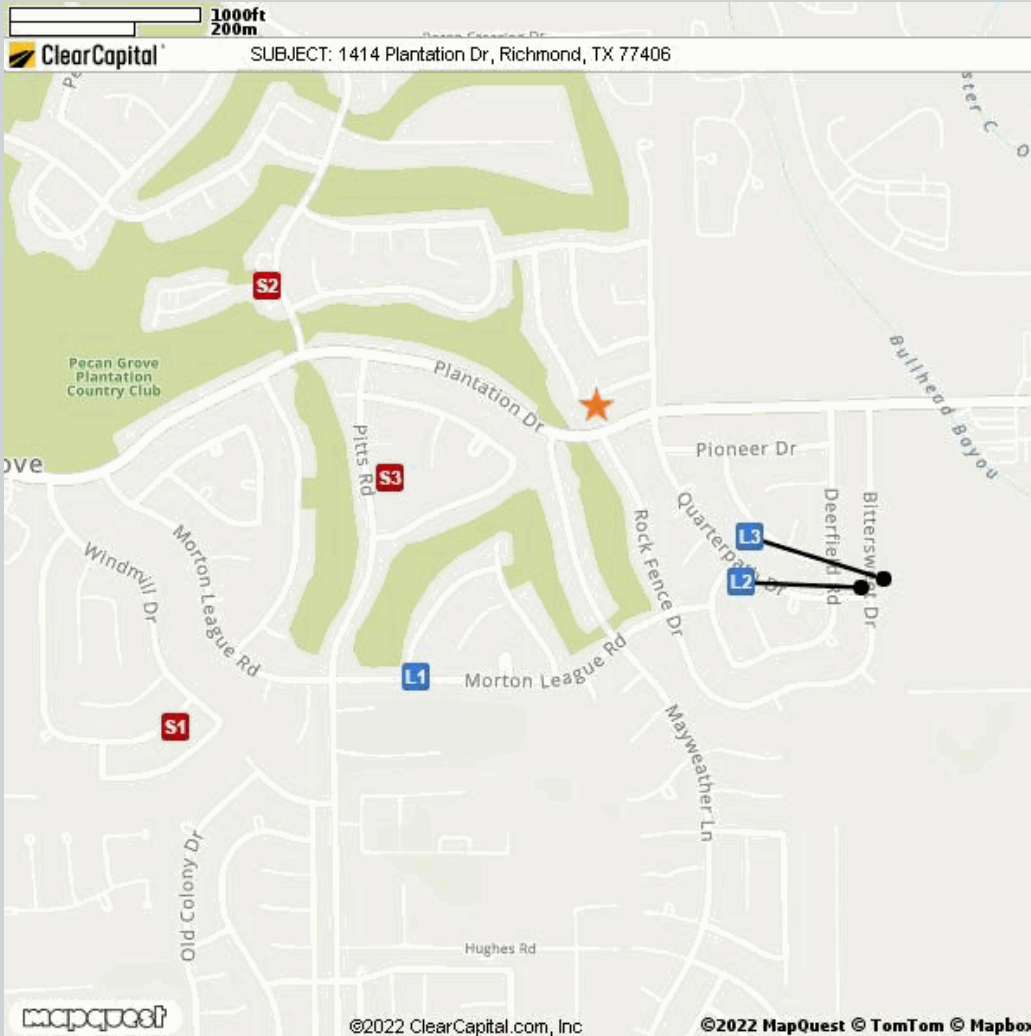 1000ft
200m
ClearCapital
SUBJECT: 1414 Plantation Dr, Richmond, TX 77406
S2
Bullhead Bayou
Pecan Grove
Plantation
Country Club
Plantation Dr
Pitts Rd
Pioneer Dr
ove
S3
Quarterpath Dr
Rock Fence Dr
Deerfield Rd
Bittersweet Dr
L3
L2
Windmill Dr
Morton League Rd
L1
Morton League Rd
S1
Mayweather Ln
Old Colony Dr
Hughes Rd
mapquest
©2022 ClearCapital.com, Inc
©2022 MapQuest © TomTom © Mapbox